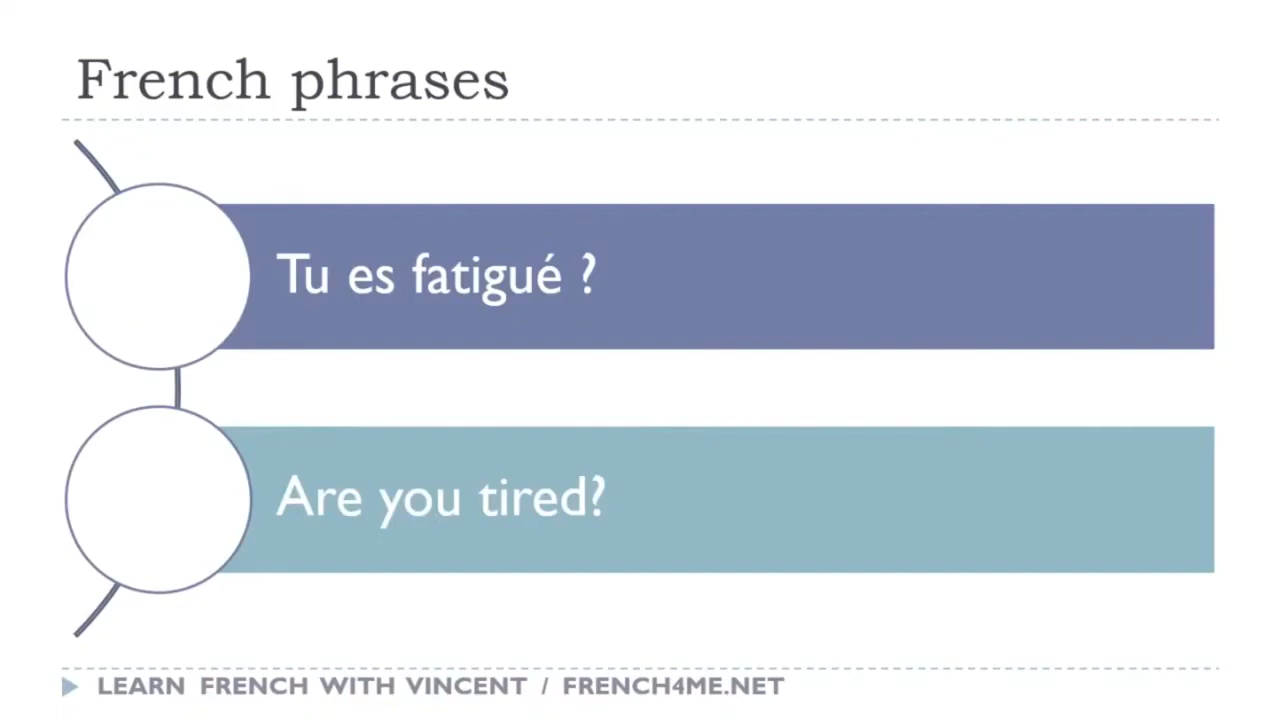 French phrases
Tu es fatigué ?
Are you tired?
LEARN FRENCH WITH VINCENT / FRENCH4ME.NET